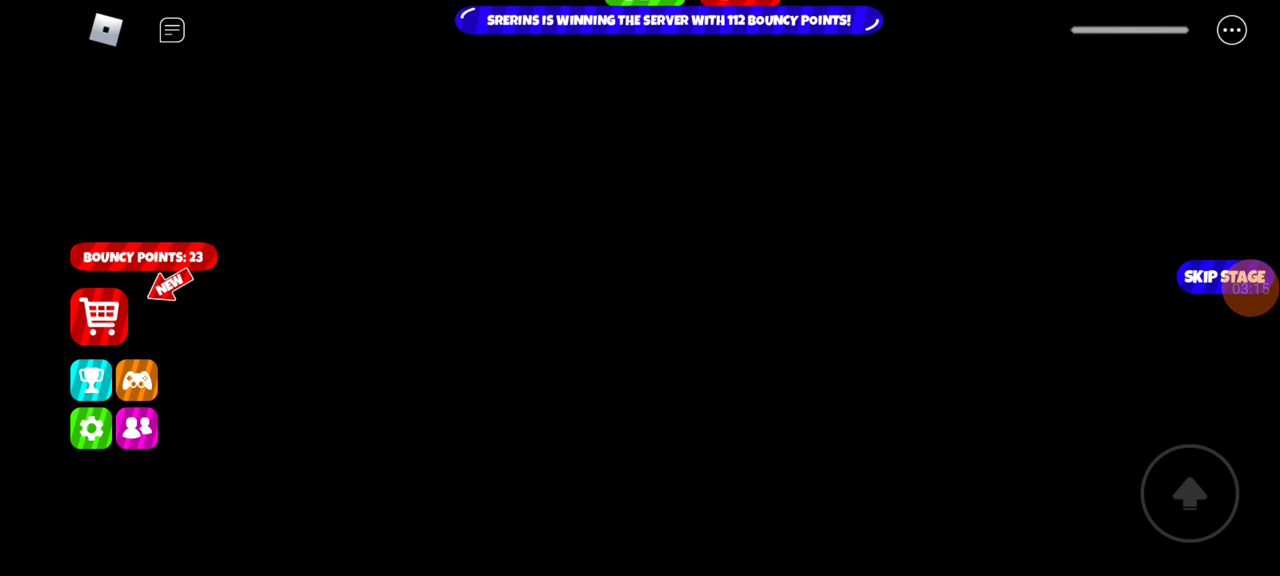 SRERINS IS WINNING THE SERVER WITH 112 BOUNCY POINTS!
BOUNCY POINTS: 23
NEW
SKIP STAGE
03:15